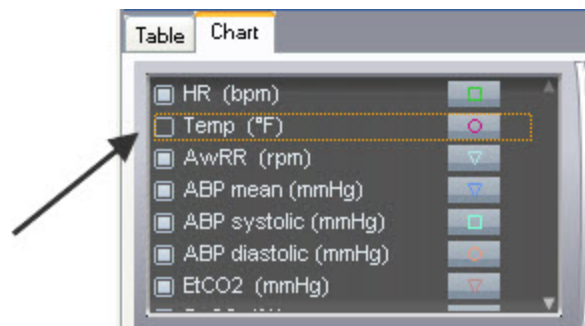 Table Chart
HR (bpm)
Temp (°F)
AwRR (rpm)
ABP mean (mmHg)
ABP systolic (mmHg)
ABP diastolic (mmHg)
EtCO2 (mmHg)